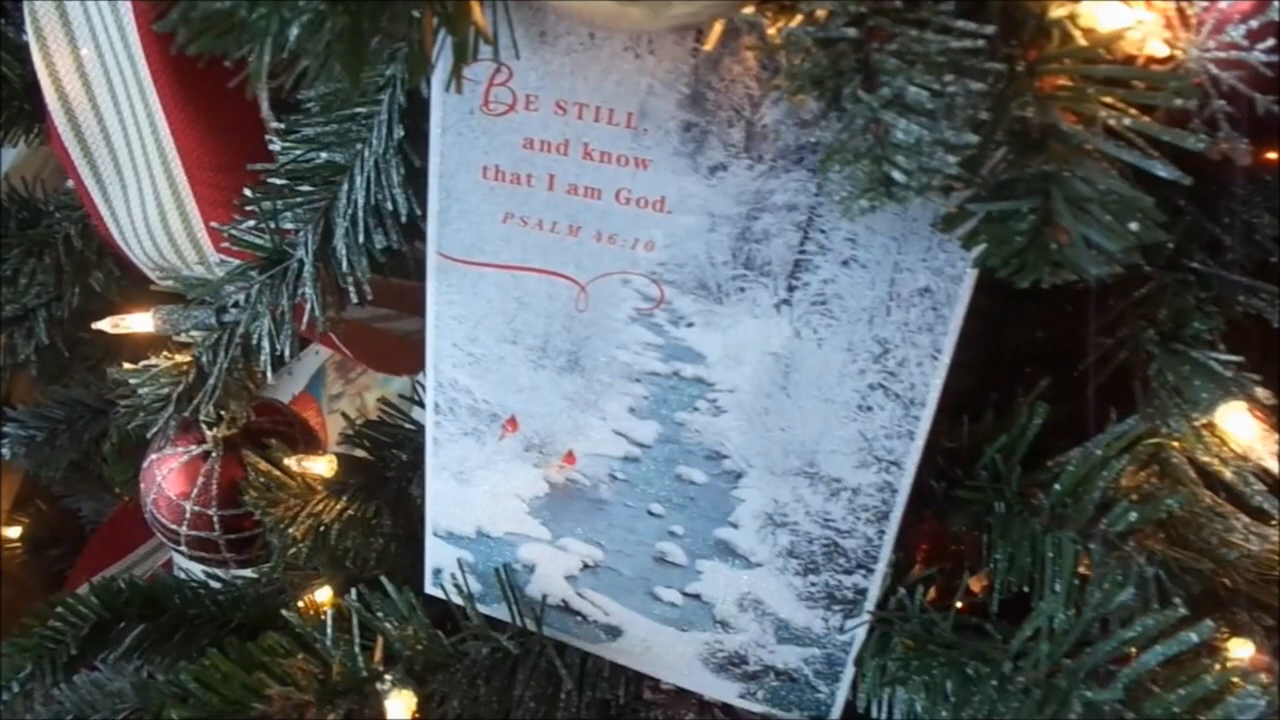 BE STILL,
and know
that I am God.
PSALM 46:10